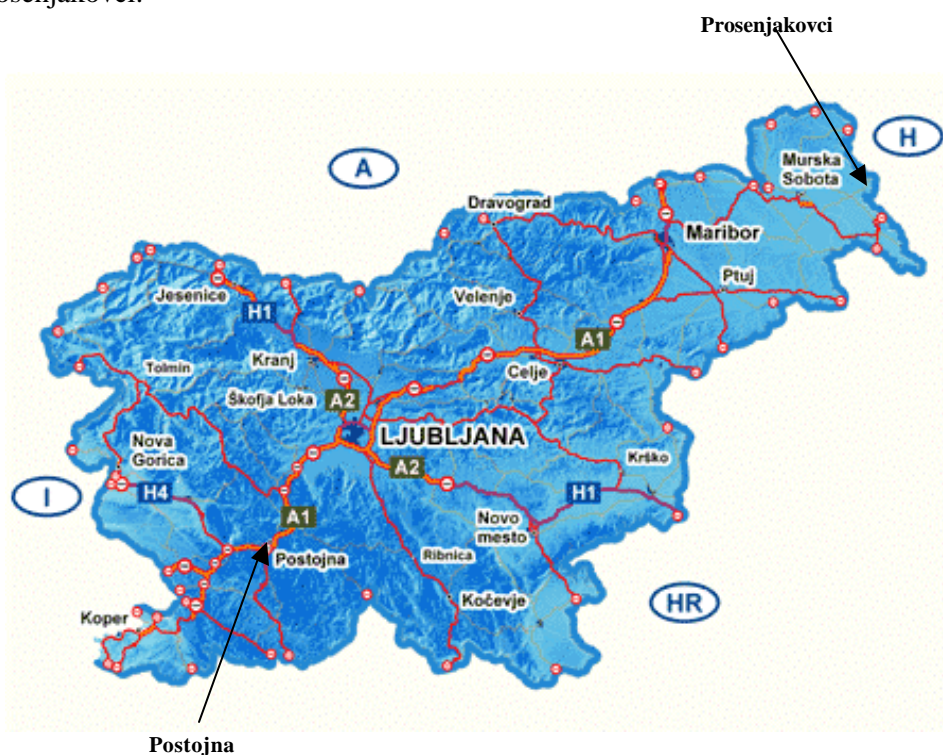 Prosenjakovci
H
A
Murska
Sobota
Dravograd
Maribor
Ptuj
Jesenice
Velenje
H1
A1
Kranj
Tolmin
Celje
Škofja Loka
A2
LJUBLJANA
Nova
Gorica
A2
Krško
I
H4
H1
A1
Novo
mesto
Postojna
Ribnica
Kočevje
HR
Koper
Postojna